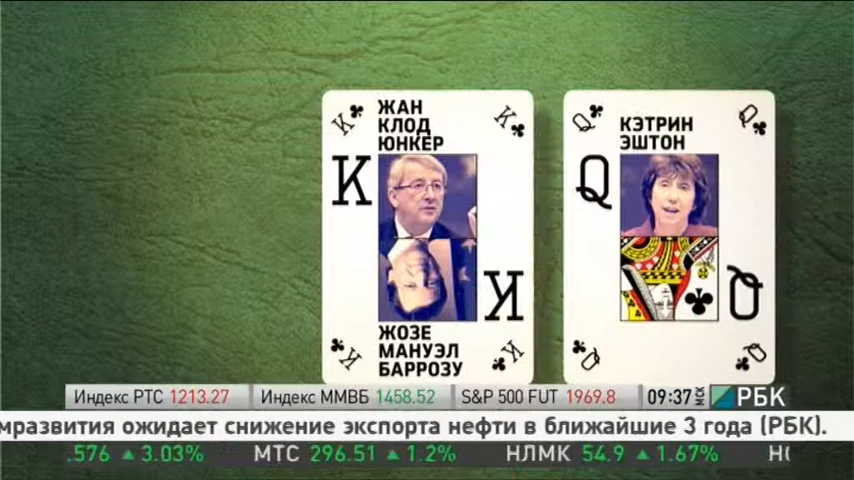 K♣ K♣
ЖАН
КЛОД
ЮНКЕР
K
K
ЖОЗЕ
МАНУЭЛ
БАРРОЗУ
♣K K♣
Q♣ Q♣
КЭТРИН
ЭШТОН
Q
Q
♣Q Q♣
Индекс РТС 1213.27 Индекс ММВБ 1458.52 S&P 500 FUT 1969.8 09:37 МСК РБК
мразвития ожидает снижение экспорта нефти в ближайшие 3 года (РБК).
.576 ▲ 3.03% МТС 296.51 ▲ 1.2% НЛМК 54.9 ▲ 1.67%